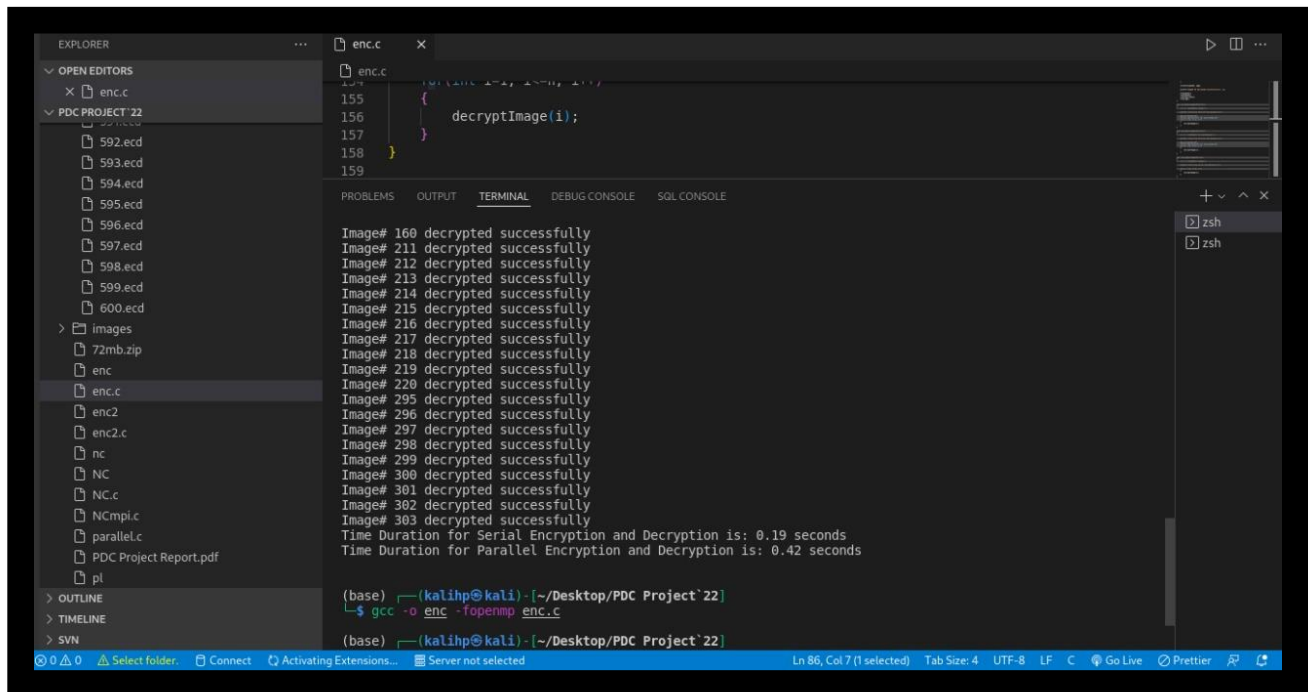 EXPLORER
OPEN EDITORS
enc.c
PDC PROJECT`22
592.ecd
593.ecd
594.ecd
595.ecd
596.ecd
597.ecd
598.ecd
599.ecd
600.ecd
images
72mb.zip
enc
enc.c
enc2
enc2.c
nc
NC
NC.c
NCmpi.c
parallel.c
PDC Project Report.pdf
pl
OUTLINE
TIMELINE
SVN
enc.c
enc.c
155 {
156 decryptImage(i);
157 }
158 }
159
PROBLEMS OUTPUT TERMINAL DEBUG CONSOLE SQL CONSOLE
zsh
zsh
Image# 160 decrypted successfully
Image# 211 decrypted successfully
Image# 212 decrypted successfully
Image# 213 decrypted successfully
Image# 214 decrypted successfully
Image# 215 decrypted successfully
Image# 216 decrypted successfully
Image# 217 decrypted successfully
Image# 218 decrypted successfully
Image# 219 decrypted successfully
Image# 220 decrypted successfully
Image# 295 decrypted successfully
Image# 296 decrypted successfully
Image# 297 decrypted successfully
Image# 298 decrypted successfully
Image# 299 decrypted successfully
Image# 300 decrypted successfully
Image# 301 decrypted successfully
Image# 302 decrypted successfully
Image# 303 decrypted successfully
Time Duration for Serial Encryption and Decryption is: 0.19 seconds
Time Duration for Parallel Encryption and Decryption is: 0.42 seconds
(base) ┌──(kalihp㉿kali)-[~/Desktop/PDC Project`22]
└─$ gcc -o enc -fopenmp enc.c
(base) ┌──(kalihp㉿kali)-[~/Desktop/PDC Project`22]
0 0 Select folder. Connect Activating Extensions... Server not selected Ln 86, Col 7 (1 selected) Tab Size: 4 UTF-8 LF C Go Live Prettier